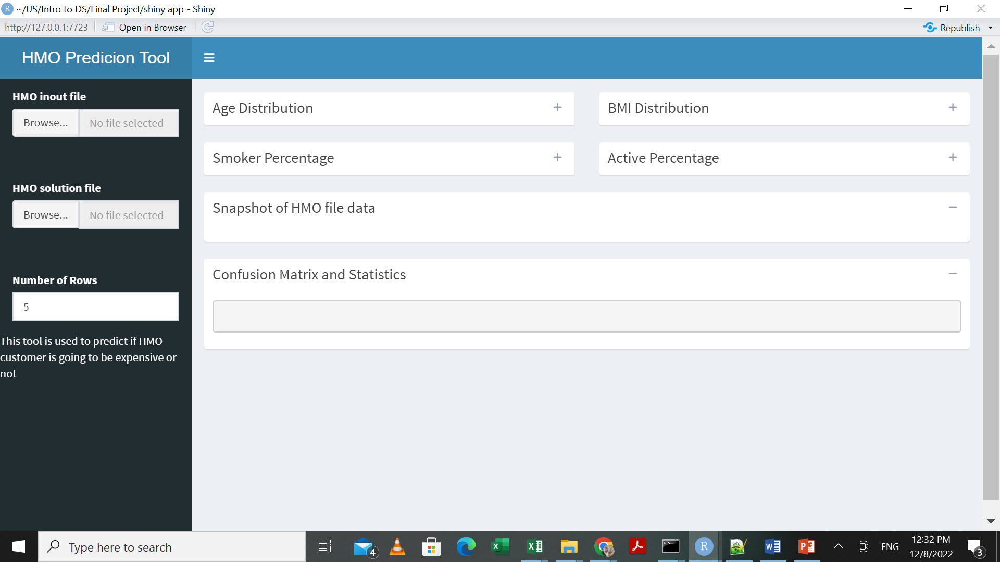 ~/US/Intro to DS/Final Project/shiny app - Shiny
http://127.0.0.1:7723
Open in Browser
Republish
HMO Predicion Tool
HMO inout file
Browse...
No file selected
HMO solution file
Browse...
No file selected
Number of Rows
5
This tool is used to predict if HMO
customer is going to be expensive or
not
Age Distribution
BMI Distribution
Smoker Percentage
Active Percentage
Snapshot of HMO file data
Confusion Matrix and Statistics
Type here to search
4
ENG
12:32 PM
12/8/2022
3